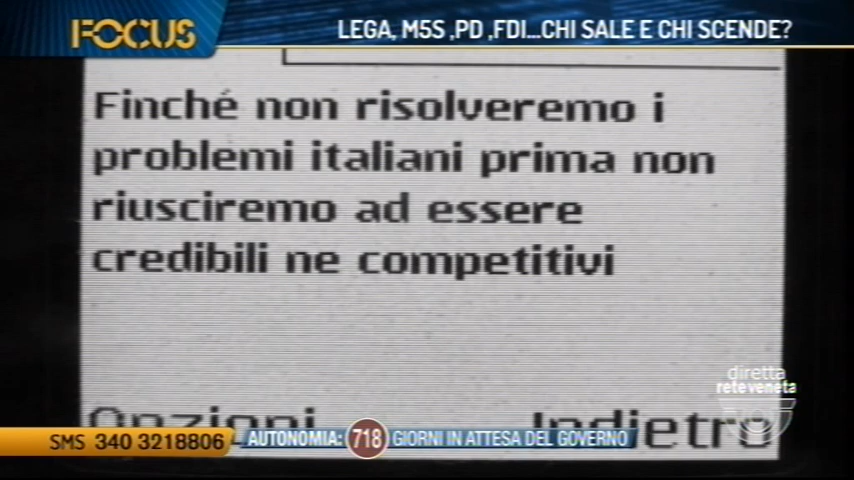 FOCUS
LEGA, M5S ,PD ,FDI...CHI SALE E CHI SCENDE?
Finché non risolveremo i
problemi italiani prima non
riusciremo ad essere
credibili ne competitivi
diretta
reteveneta
Opzioni Indietro
SMS 340 3218806
AUTONOMIA: 718 GIORNI IN ATTESA DEL GOVERNO